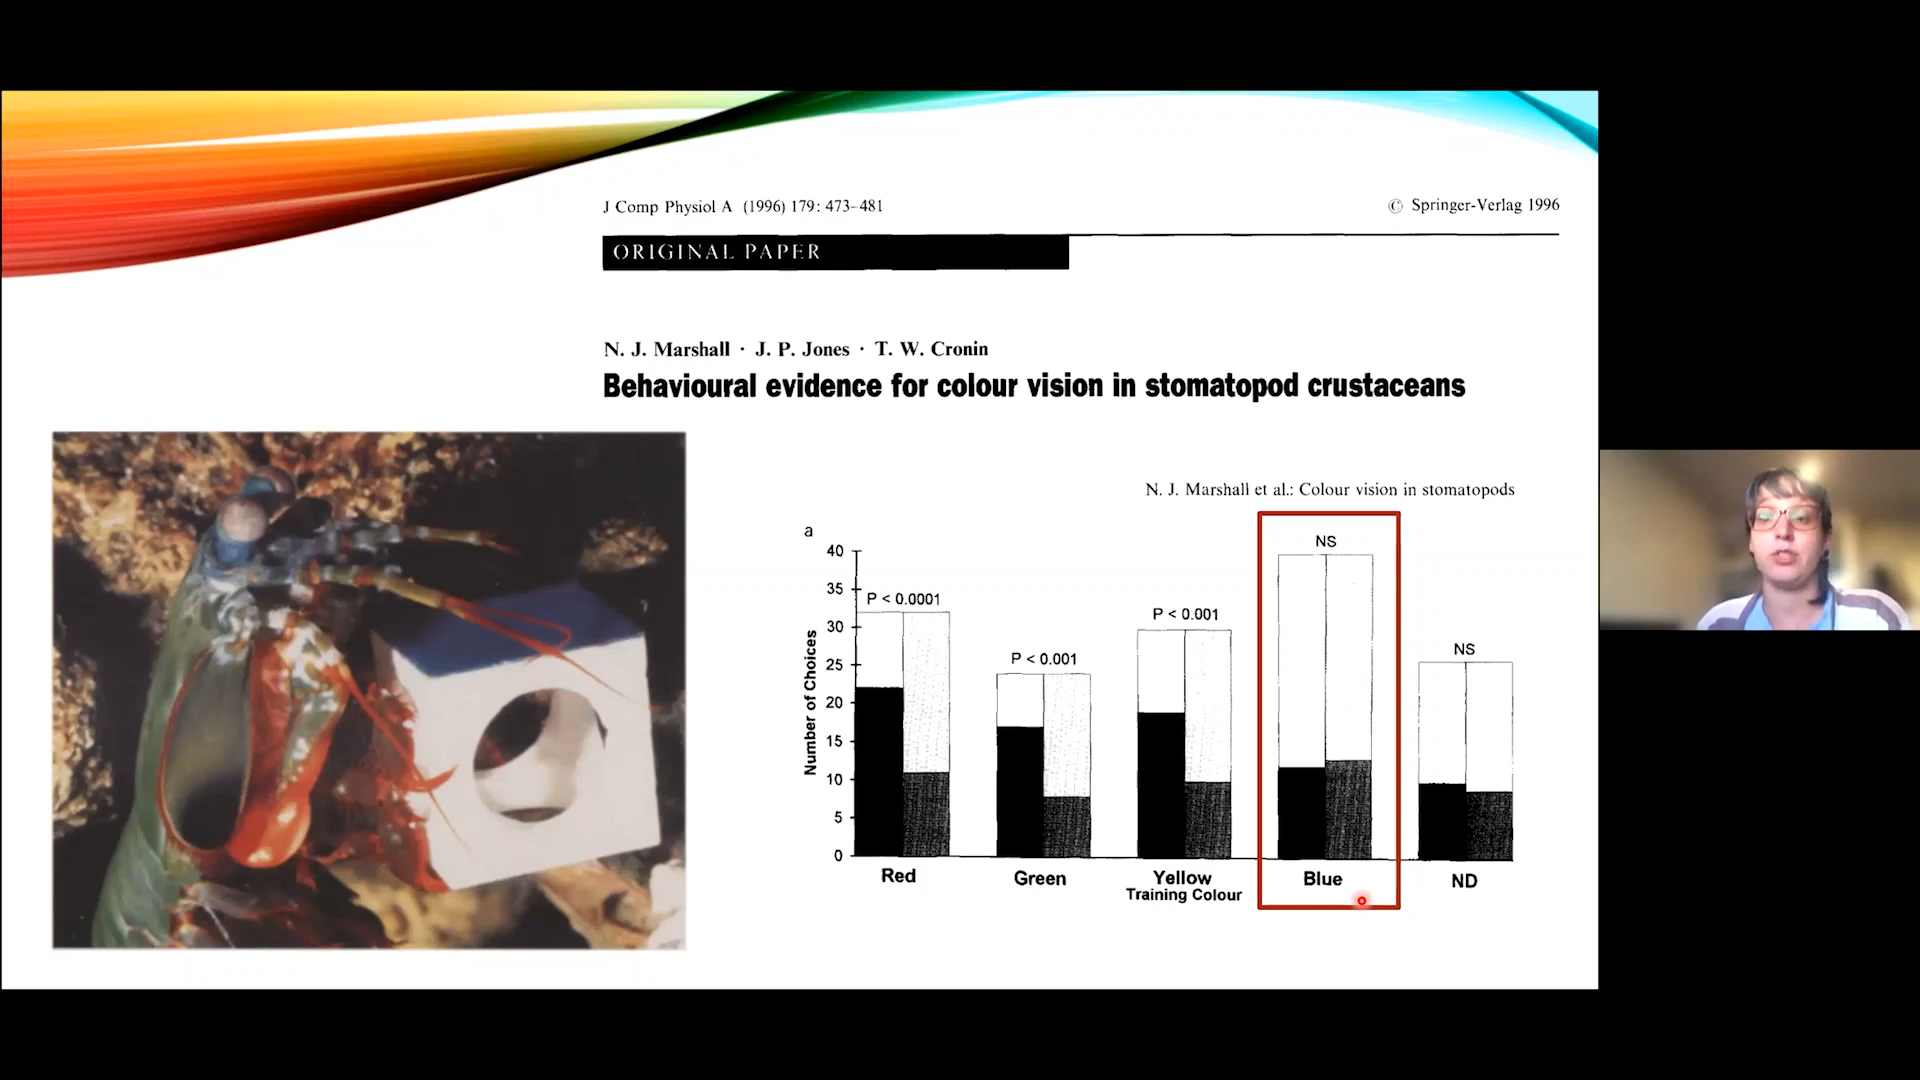 J Comp Physiol A (1996) 179: 473–481
© Springer-Verlag 1996
ORIGINAL PAPER
N. J. Marshall · J. P. Jones · T. W. Cronin
Behavioural evidence for colour vision in stomatopod crustaceans
N. J. Marshall et al.: Colour vision in stomatopods
a
Number of Choices
40
35
30
25
20
15
10
5
0
P < 0.0001
P < 0.001
P < 0.001
NS
NS
Red
Green
Yellow
Blue
ND
Training Colour